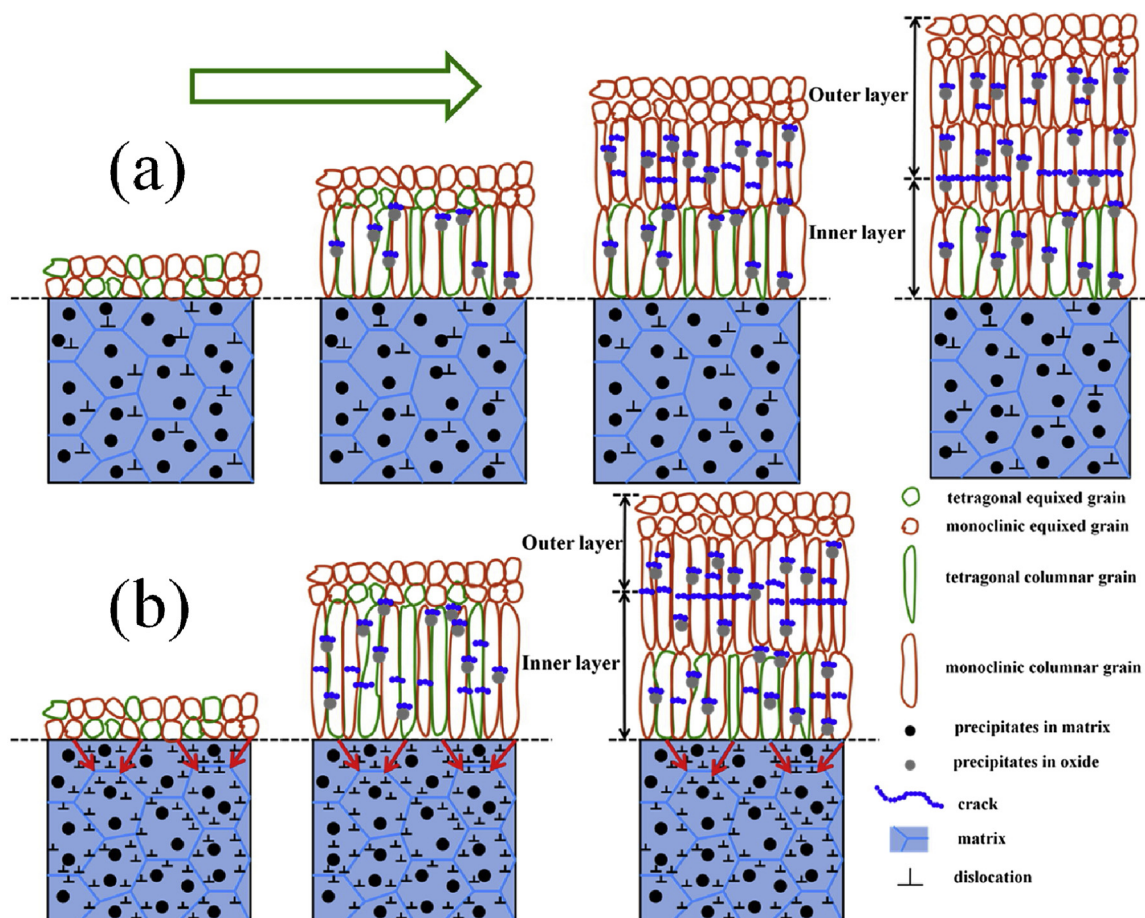 (a)
Outer layer
Inner layer
(b)
Outer layer
Inner layer
tetragonal equixed grain
monoclinic equixed grain
tetragonal columnar grain
monoclinic columnar grain
precipitates in matrix
precipitates in oxide
crack
matrix
dislocation